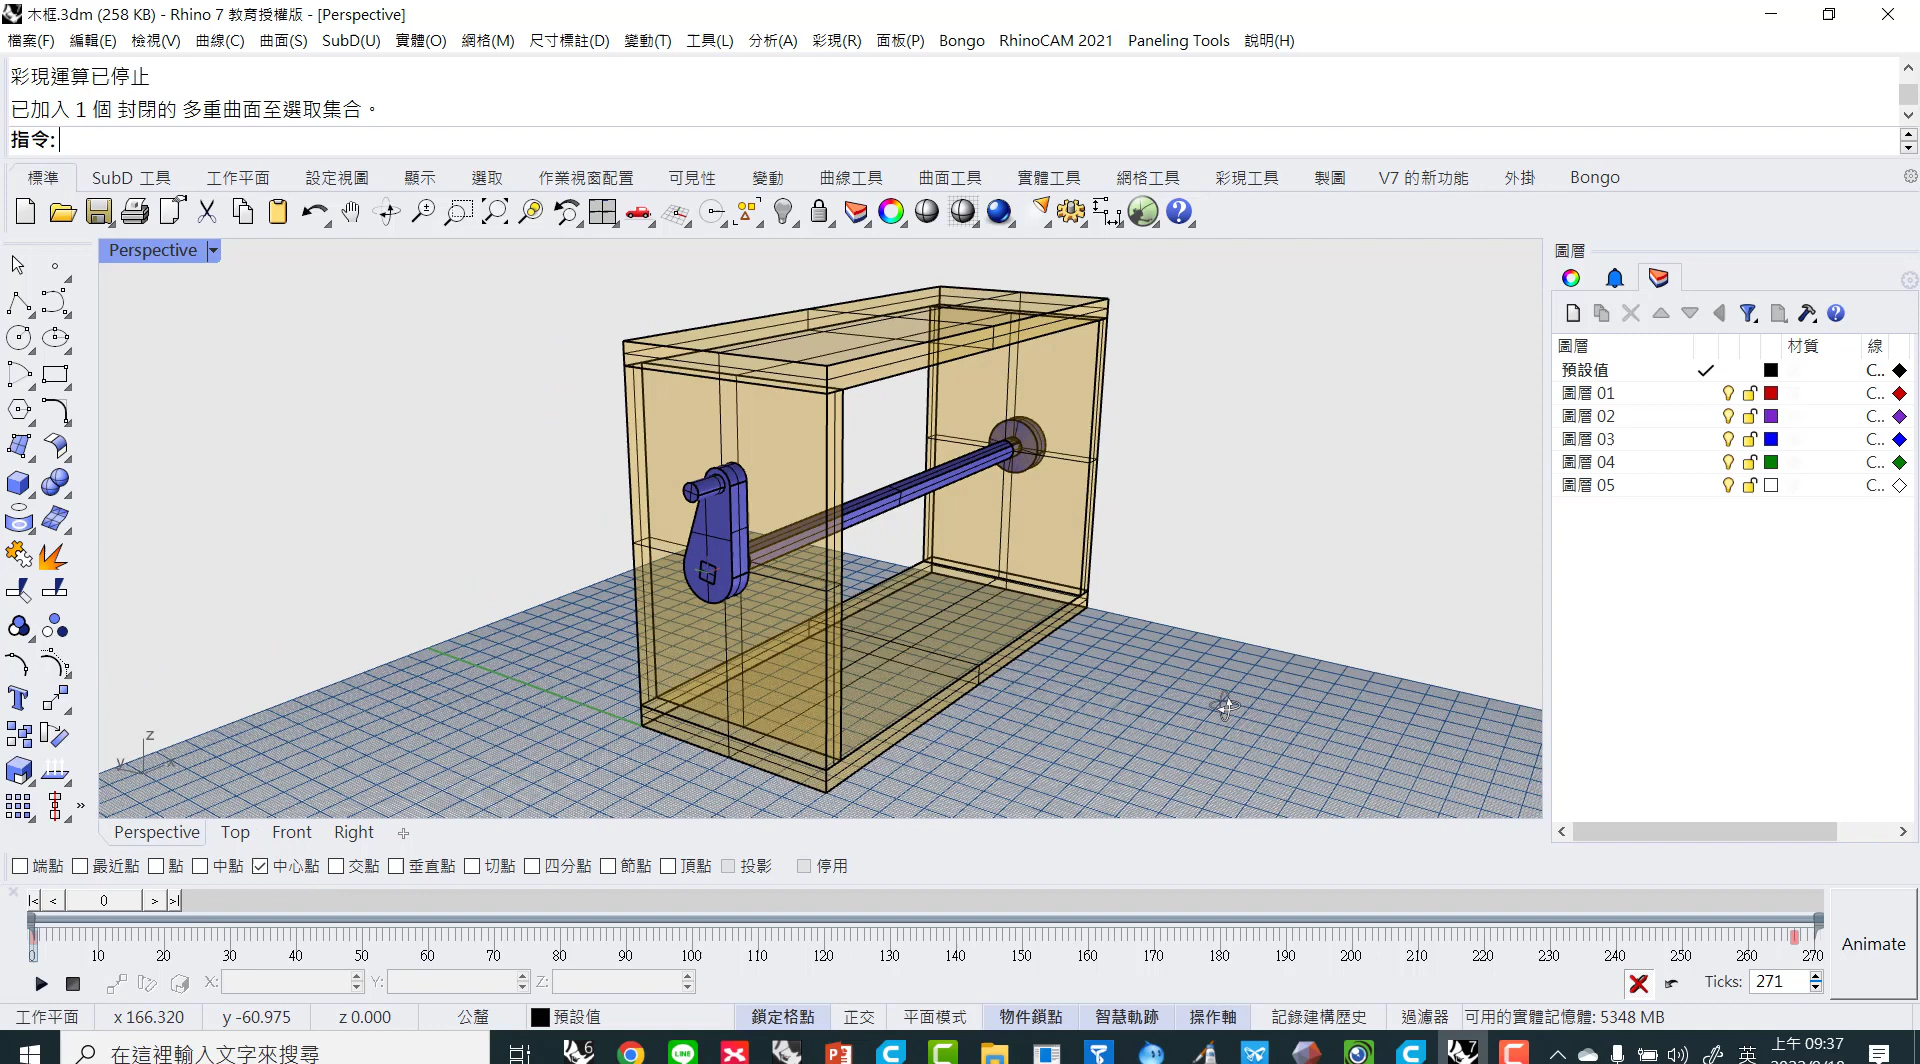 木框.3dm (258 KB) - Rhino 7 教育授權版 - [Perspective]
檔案(F) 編輯(E) 檢視(V) 曲線(C) 曲面(S) SubD(U) 實體(O) 網格(M) 尺寸標註(D) 變動(T) 工具(L) 分析(A) 彩現(R) 面板(P) Bongo RhinoCAM 2021 Paneling Tools 說明(H)
彩現運算已停止
已加入 1 個 封閉的 多重曲面至選取集合。
指令:
標準 SubD 工具 工作平面 設定視圖 顯示 選取 作業視窗配置 可見性 變動 曲線工具 曲面工具 實體工具 網格工具 彩現工具 製圖 V7 的新功能 外掛 Bongo
Perspective
圖層
圖層 材質 線
預設值 C..
圖層 01 C..
圖層 02 C..
圖層 03 C..
圖層 04 C..
圖層 05 C..
z
y x
Perspective Top Front Right
端點 最近點 點 中點 中心點 交點 垂直點 切點 四分點 節點 頂點 投影 停用
|< < 0 > >|
0 10 20 30 40 50 60 70 80 90 100 110 120 130 140 150 160 170 180 190 200 210 220 230 240 250 260 270
Animate
X: Y: Z: Ticks: 271
工作平面 x 166.320 y -60.975 z 0.000 公釐 預設值 鎖定格點 正交 平面模式 物件鎖點 智慧軌跡 操作軸 記錄建構歷史 過濾器 可用的實體記憶體: 5348 MB
在這裡輸入文字來搜尋
英 上午 09:37